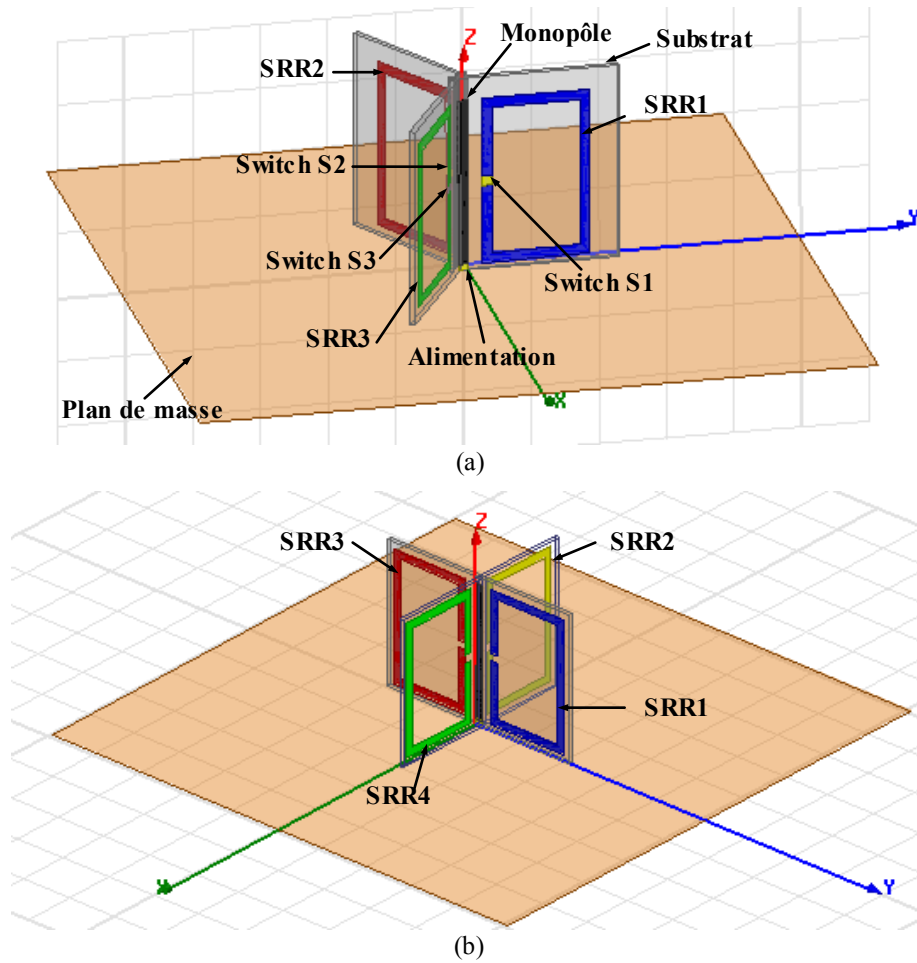 Z
Monopôle
Substrat
SRR2
SRR1
Switch S2
Y
Switch S3
Switch S1
SRR3
Alimentation
X
Plan de masse
(a)
Z
SRR3
SRR2
SRR1
SRR4
X
Y
(b)